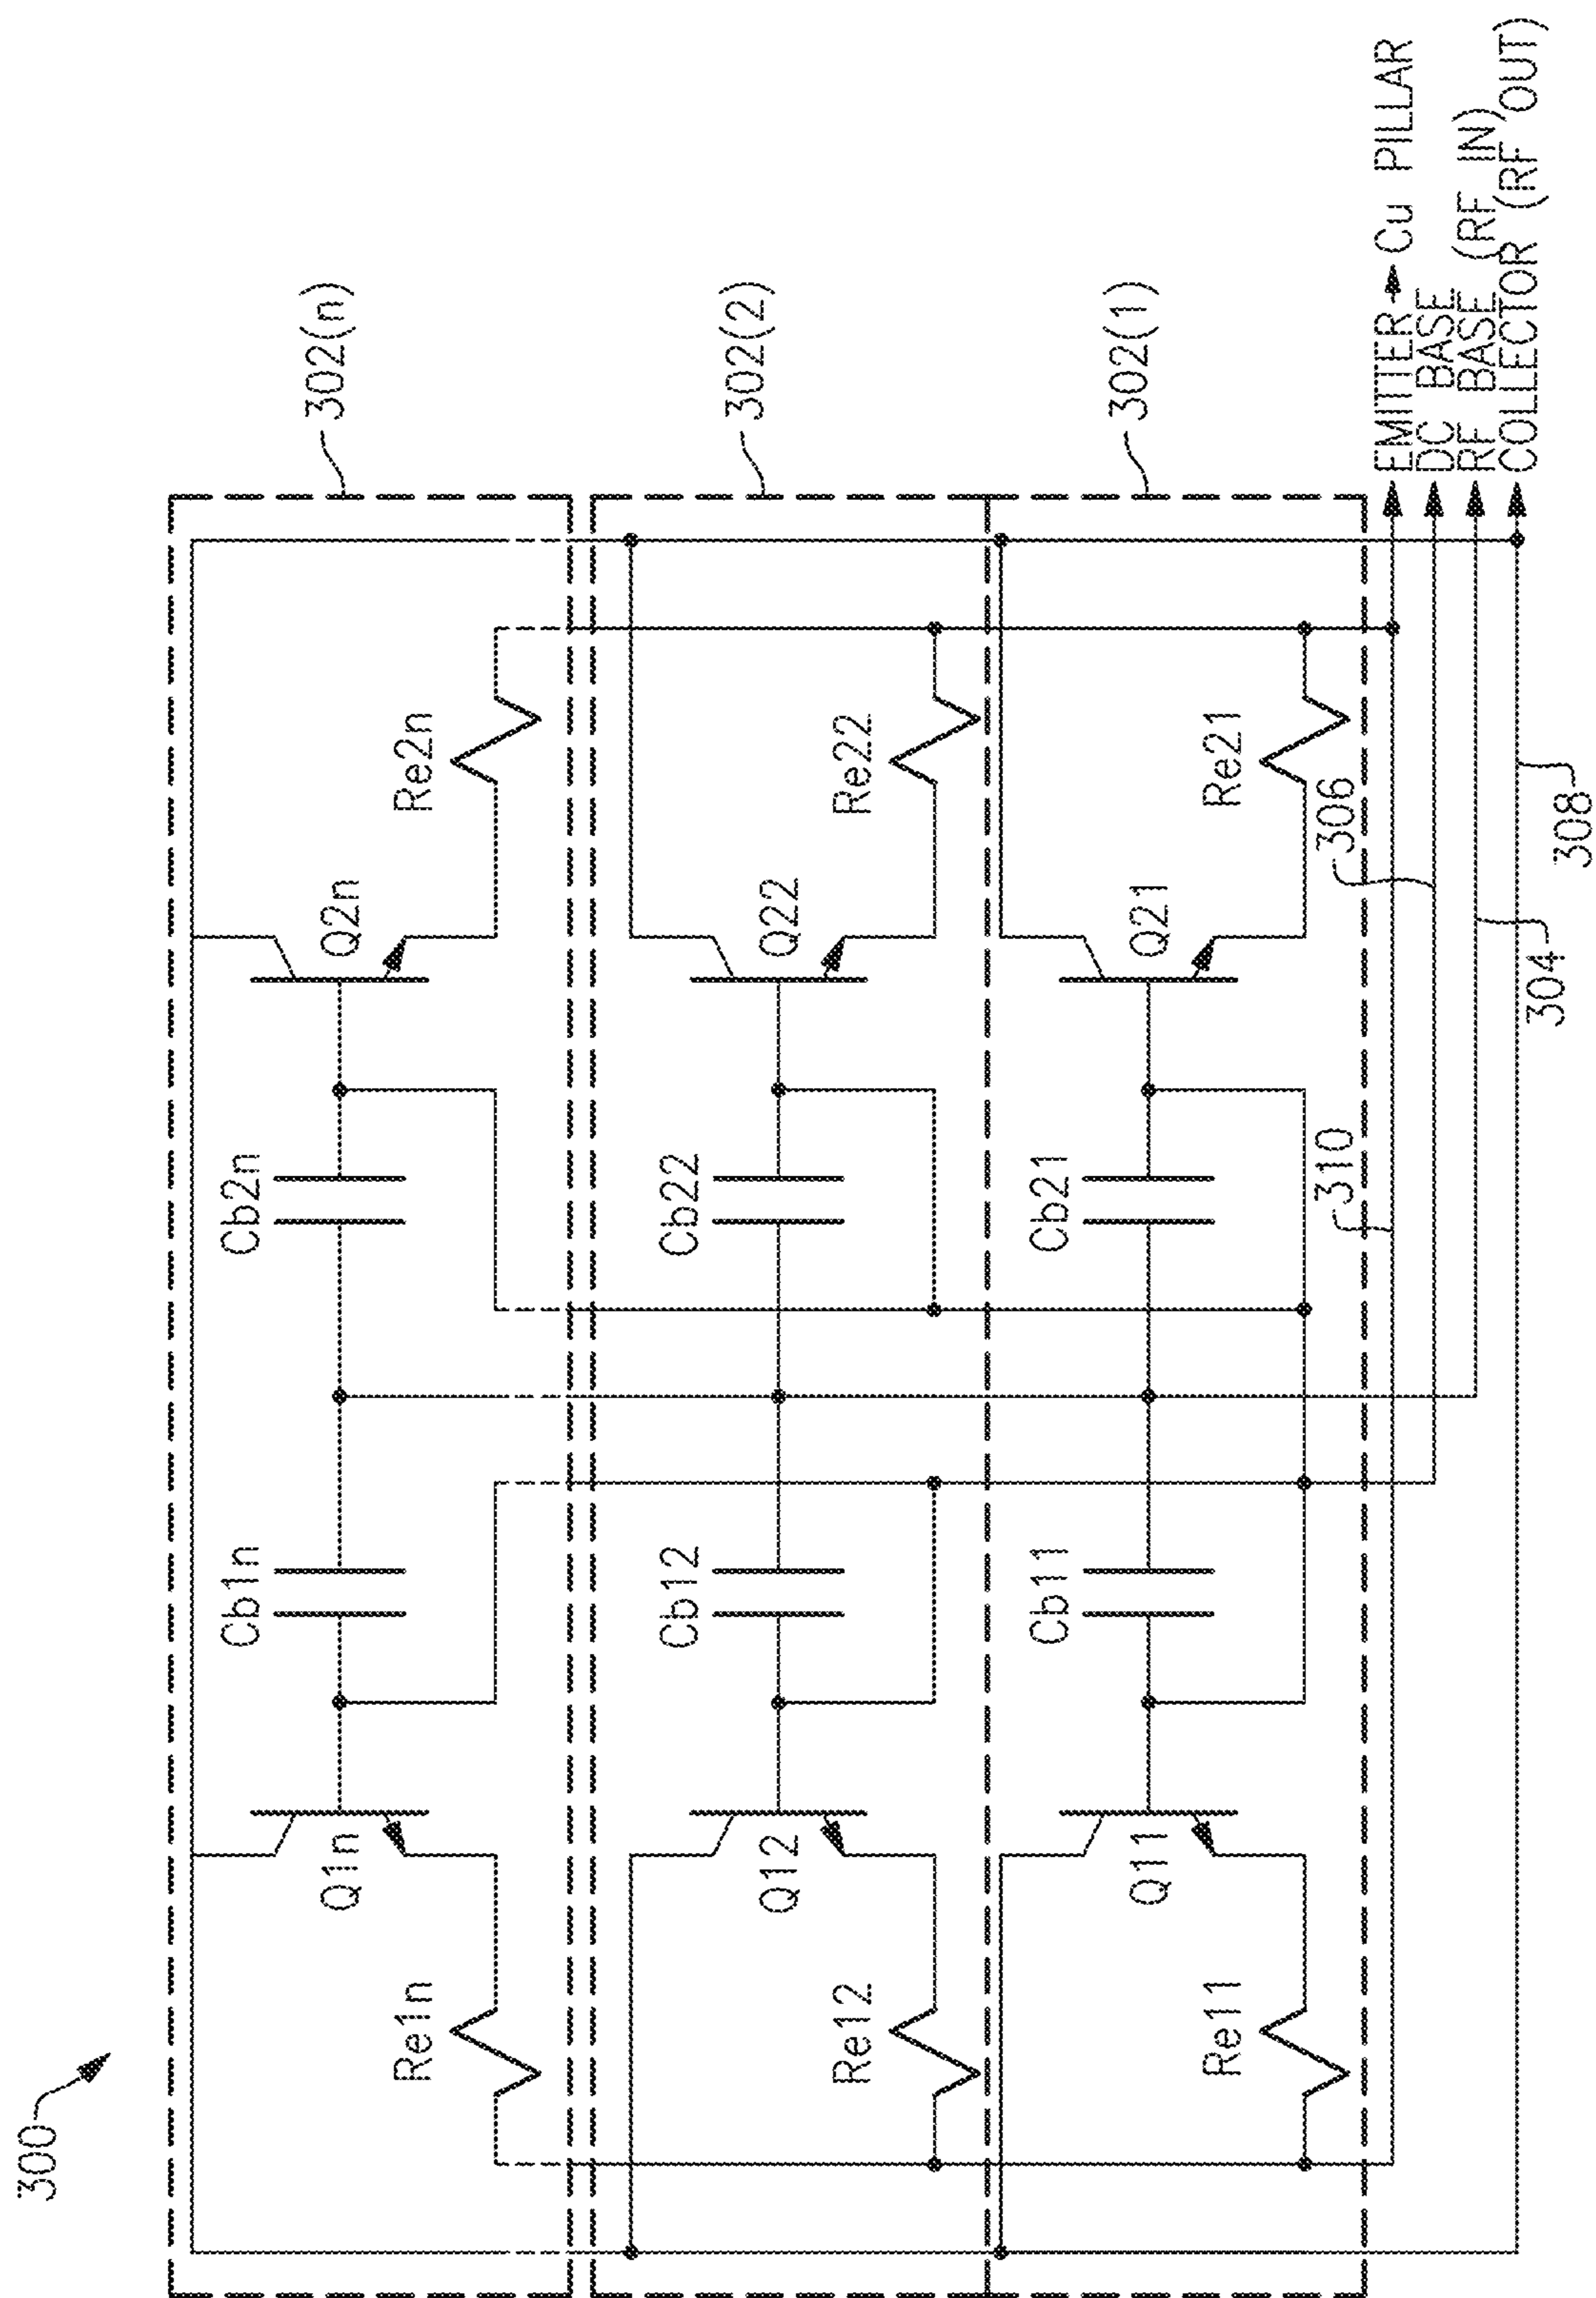 300
302(n)
302(2)
302(1)
Cb1n
Cb2n
Q1n
Q2n
Re1n
Re2n
Cb12
Cb22
Q12
Q22
Re12
Re22
Cb11
Cb21
Q11
Q21
Re11
Re21
310
306
304
308
EMITTER Cu PILLAR
DC BASE
RF BASE (RF IN)
COLLECTOR (RF OUT)